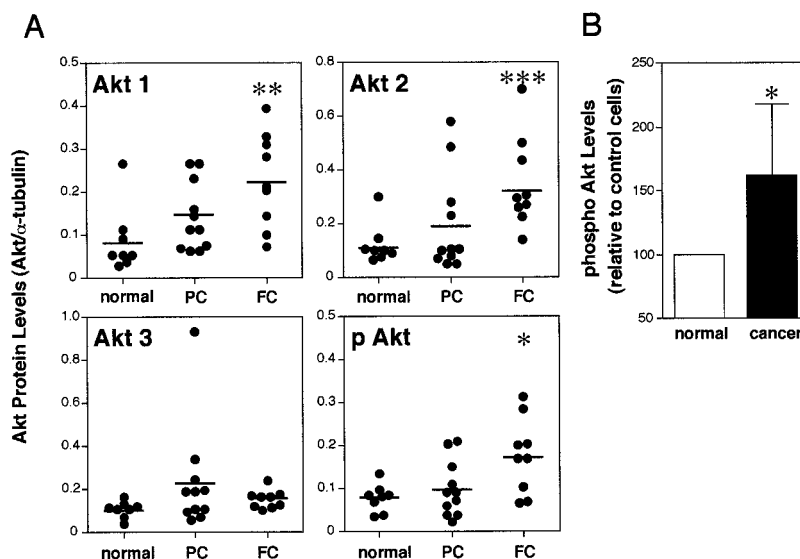 A
B
Akt Protein Levels (Akt/α-tubulin)
Akt 1
**
0.5
0.4
0.3
0.2
0.1
0
normal PC FC
Akt 2
***
0.8
0.6
0.4
0.2
0
normal PC FC
Akt 3
1.0
0.8
0.6
0.4
0.2
0
normal PC FC
p Akt
*
0.5
0.4
0.3
0.2
0.1
0
normal PC FC
phospho Akt Levels
(relative to control cells)
250
200
150
100
50
*
normal cancer